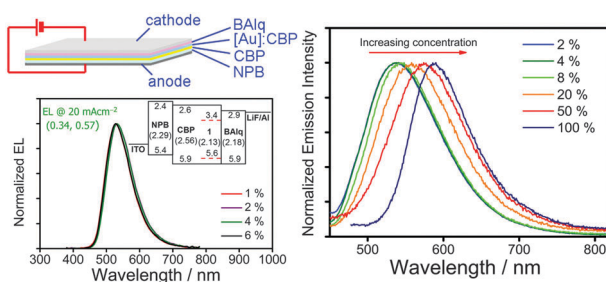 cathode
BAlq
[Au]:CBP
CBP
NPB
anode
EL @ 20 mAcm⁻²
(0.34, 0.57)
2.4
2.6
3.4
2.9
LiF/Al
NPB
(2.29)
CBP
(2.56)
1
(2.13)
BAlq
(2.18)
ITO
5.4
5.9
5.6
5.9
1 %
2 %
4 %
6 %
Normalized EL
300 400 500 600 700 800 900 1000
Wavelength / nm
Increasing concentration
2 %
4 %
8 %
20 %
50 %
100 %
Normalized Emission Intensity
500 600 700 800
Wavelength / nm